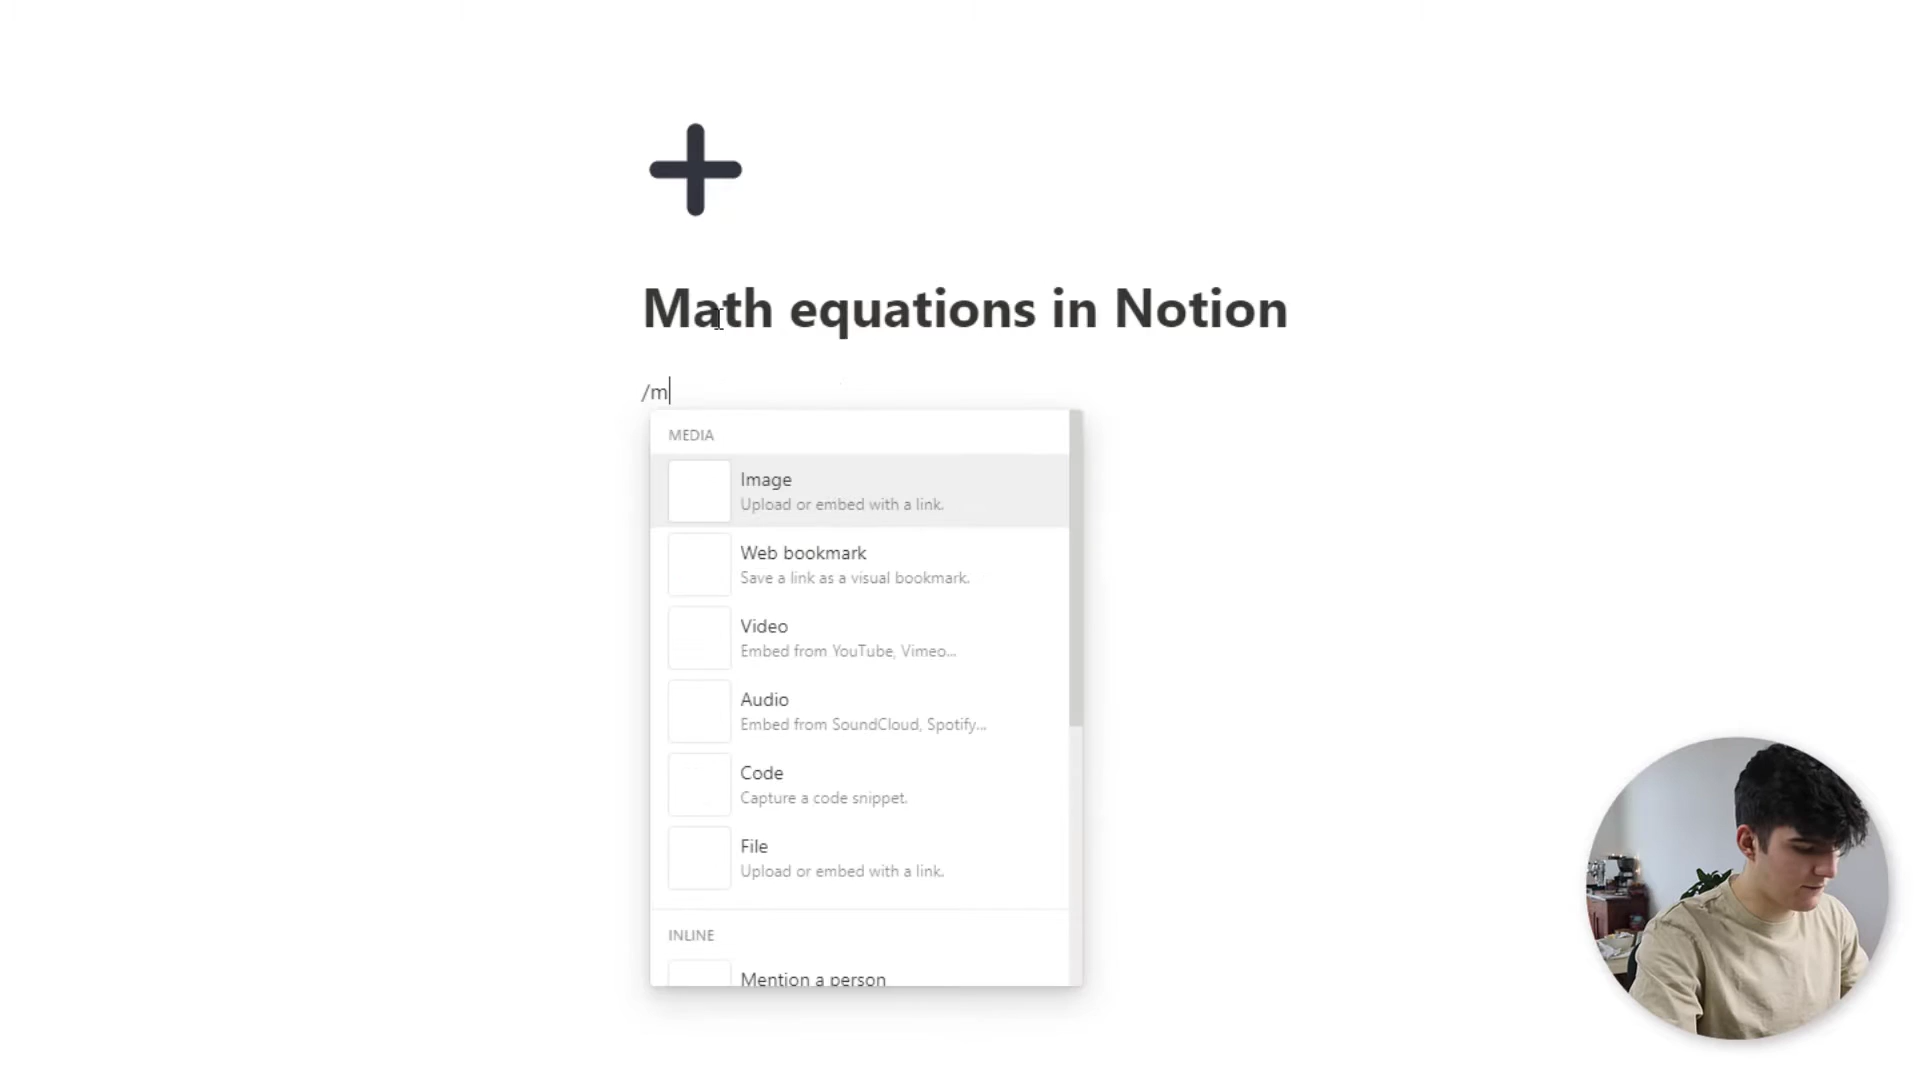 Math equations in Notion
/m
MEDIA
Image
Upload or embed with a link.
Web bookmark
Save a link as a visual bookmark.
Video
Embed from YouTube, Vimeo...
Audio
Embed from SoundCloud, Spotify...
Code
Capture a code snippet.
File
Upload or embed with a link.
INLINE
Mention a person